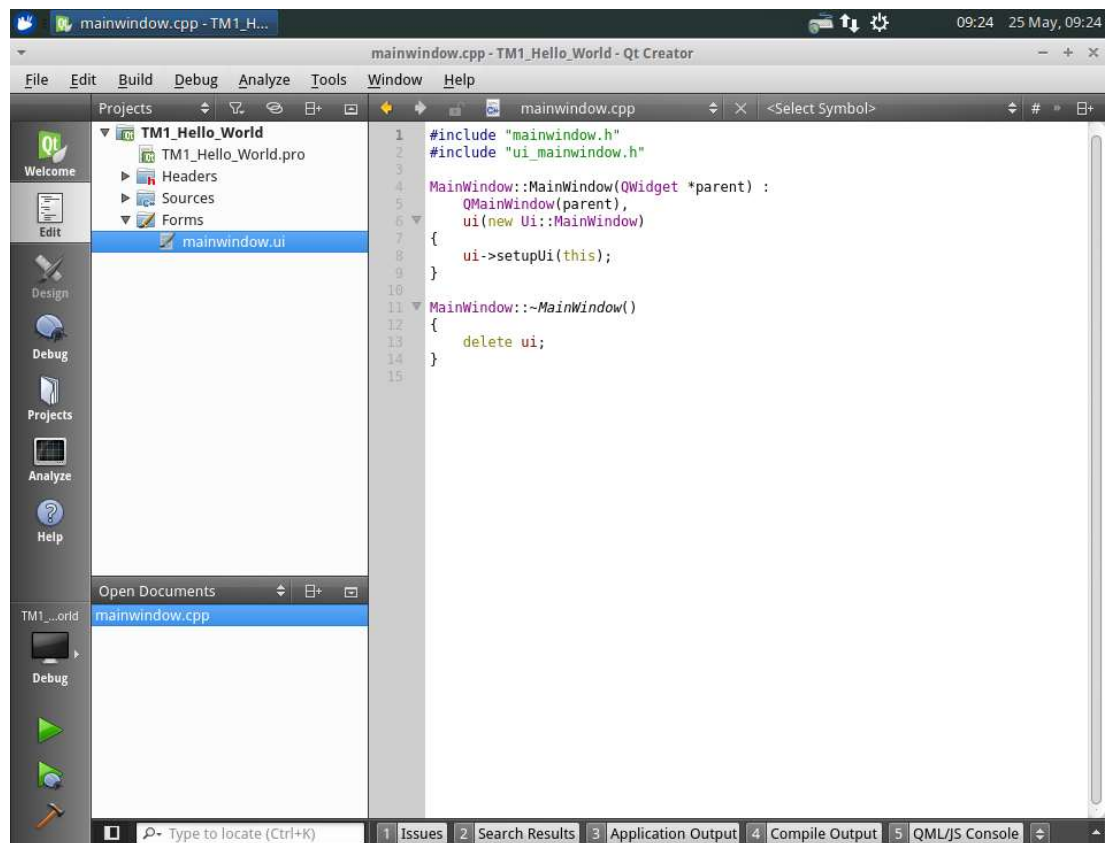 mainwindow.cpp - TM1_H...
09:24 25 May, 09:24
mainwindow.cpp - TM1_Hello_World - Qt Creator
File Edit Build Debug Analyze Tools Window Help
Projects
mainwindow.cpp
<Select Symbol>
#
Qt
Welcome
Edit
Design
Debug
Projects
Analyze
Help
TM1_...orld
Debug
TM1_Hello_World
TM1_Hello_World.pro
Headers
Sources
Forms
mainwindow.ui
Open Documents
mainwindow.cpp
1 #include "mainwindow.h"
2 #include "ui_mainwindow.h"
3
4 MainWindow::MainWindow(QWidget *parent) :
5 QMainWindow(parent),
6 ui(new Ui::MainWindow)
7 {
8 ui->setupUi(this);
9 }
10
11 MainWindow::~MainWindow()
12 {
13 delete ui;
14 }
15
Type to locate (Ctrl+K)
1 Issues 2 Search Results 3 Application Output 4 Compile Output 5 QML/JS Console